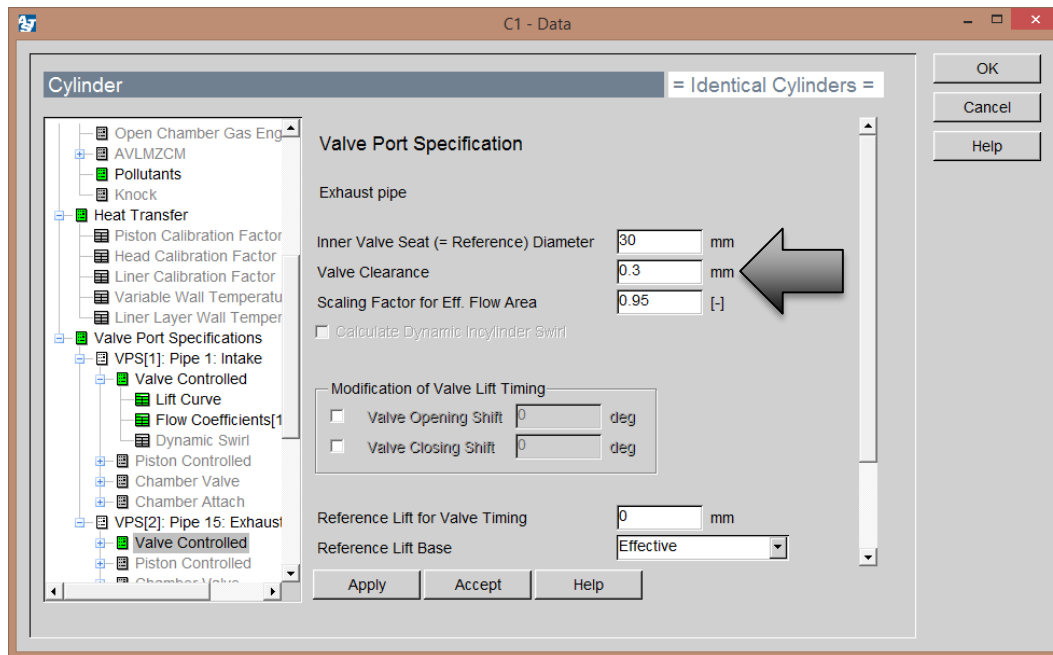 C1 - Data
Cylinder
= Identical Cylinders =
OK
Cancel
Help
Open Chamber Gas Eng
AVLMZCM
Pollutants
Knock
Heat Transfer
Piston Calibration Factor
Head Calibration Factor
Liner Calibration Factor
Variable Wall Temperatu
Liner Layer Wall Temper
Valve Port Specifications
VPS[1]: Pipe 1: Intake
Valve Controlled
Lift Curve
Flow Coefficients[1
Dynamic Swirl
Piston Controlled
Chamber Valve
Chamber Attach
VPS[2]: Pipe 15: Exhaust
Valve Controlled
Piston Controlled
Chamber Valve
Valve Port Specification
Exhaust pipe
Inner Valve Seat (= Reference) Diameter 30 mm
Valve Clearance 0.3 mm
Scaling Factor for Eff. Flow Area 0.95 [-]
Calculate Dynamic Incylinder Swirl
Modification of Valve Lift Timing
Valve Opening Shift 0 deg
Valve Closing Shift 0 deg
Reference Lift for Valve Timing 0 mm
Reference Lift Base Effective
Apply Accept Help